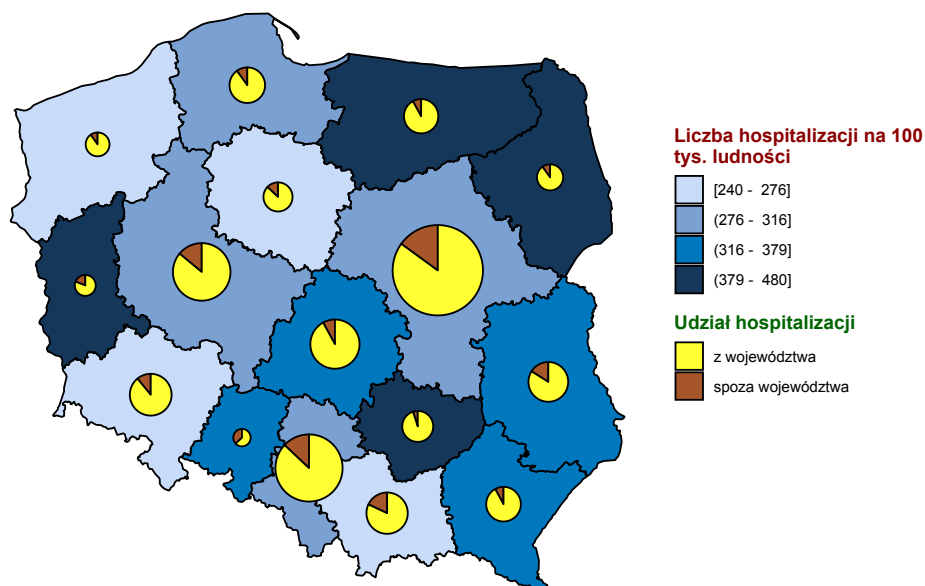 Liczba hospitalizacji na 100
tys. ludności
[240 - 276]
(276 - 316]
(316 - 379]
(379 - 480]
Udział hospitalizacji
z województwa
spoza województwa